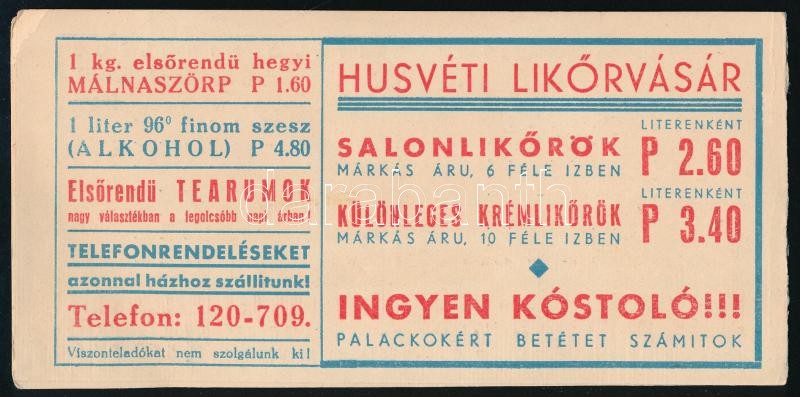 1 kg. elsőrendü hegyi
MÁLNASZÖRP P 1.60
1 liter 96⁰ finom szesz
(ALKOHOL) P 4.80
Elsőrendü TEARUMOK
nagy választékban a legolcsóbb napi árban!
TELEFONRENDELÉSEKET
azonnal házhoz szállitunk!
Telefon: 120-709.
Viszonteladókat nem szolgálunk ki!
HUSVÉTI LIKŐRVÁSÁR
SALONLIKŐRÖK
MÁRKÁS ÁRU, 6 FÉLE IZBEN
LITERENKÉNT
P 2.60
KÜLÖNLEGES KRÉMLIKŐRÖK
MÁRKÁS ÁRU, 10 FÉLE IZBEN
LITERENKÉNT
P 3.40
INGYEN KÓSTOLÓ!!!
PALACKOKÉRT BETÉTET SZÁMITOK
darabanth